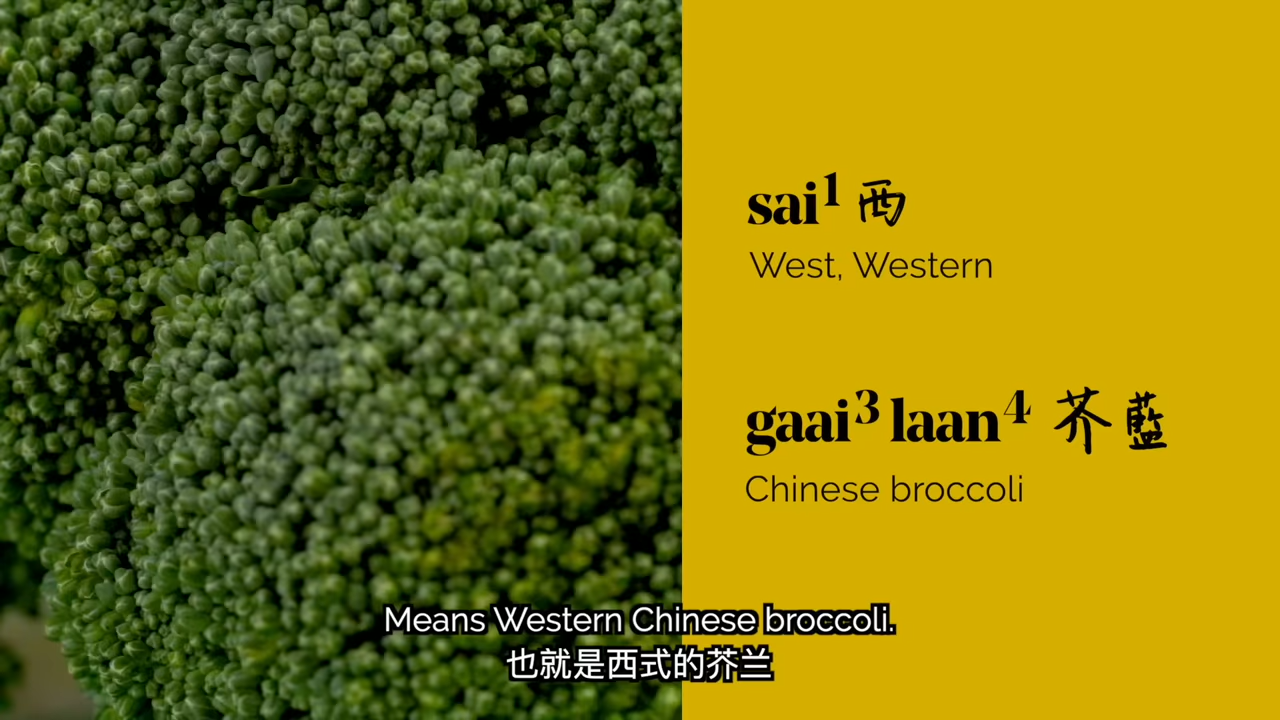 sai¹ 西
West, Western
gaai³ laan⁴ 芥藍
Chinese broccoli
Means Western Chinese broccoli.
也就是西式的芥兰